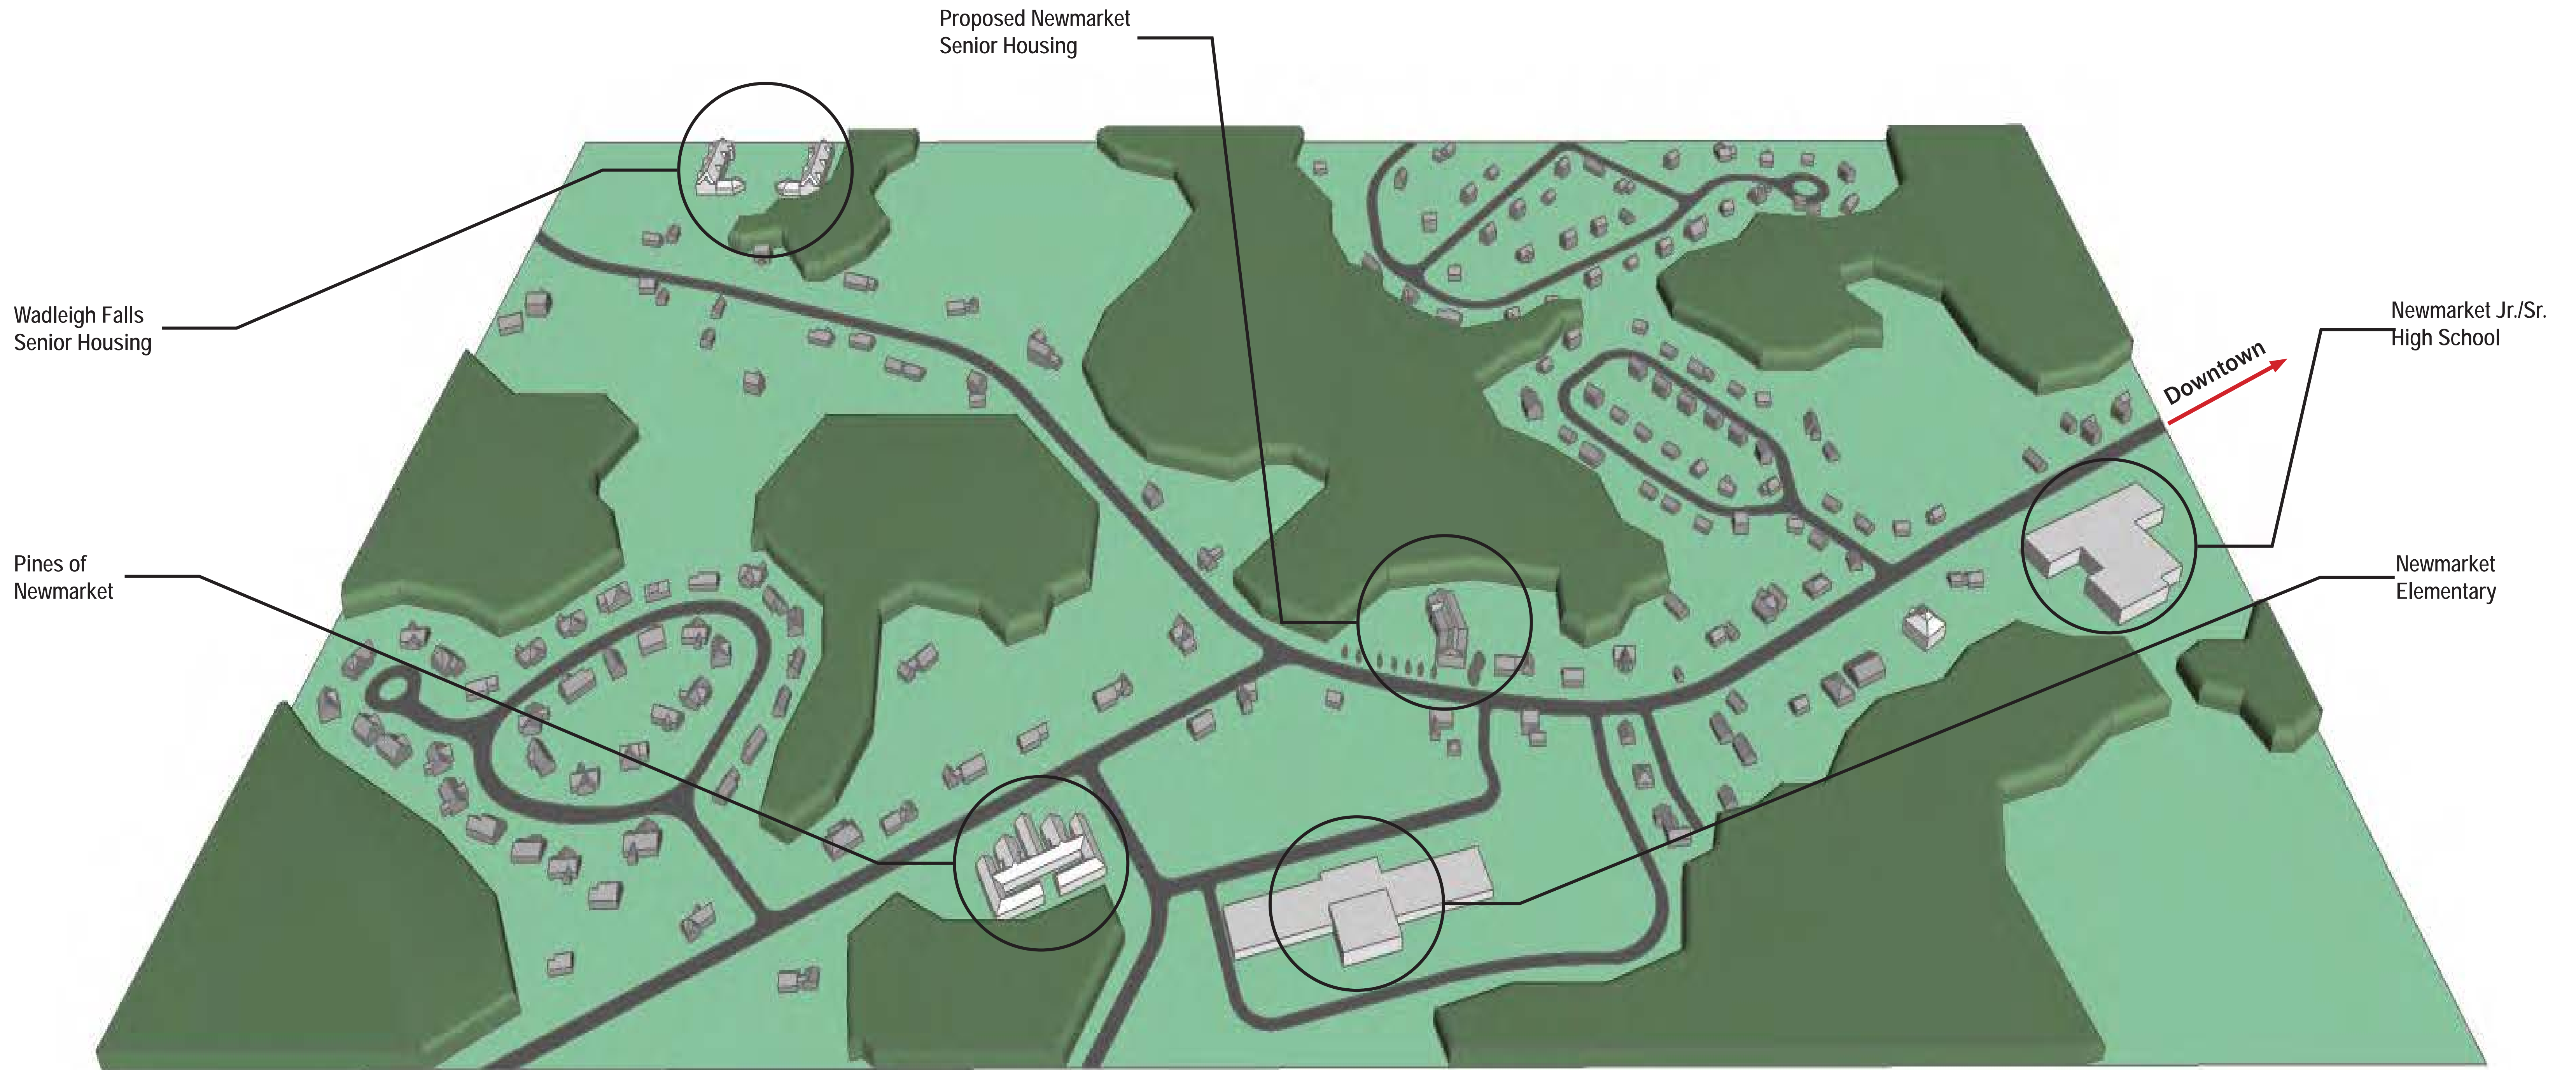 Proposed Newmarket
Senior Housing
Wadleigh Falls
Senior Housing
Newmarket Jr./Sr.
High School
Downtown
Pines of
Newmarket
Newmarket
Elementary